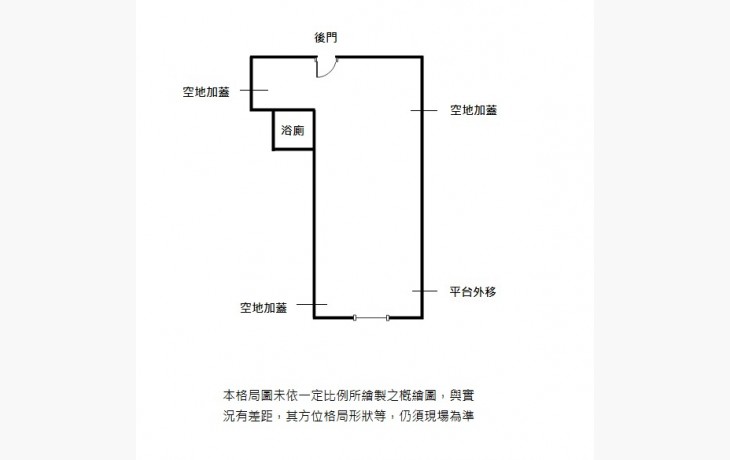 後門
空地加蓋
空地加蓋
浴廁
平台外移
空地加蓋
本格局圖未依一定比例所繪製之概繪圖，與實
況有差距，其方位格局形狀等，仍須現場為準